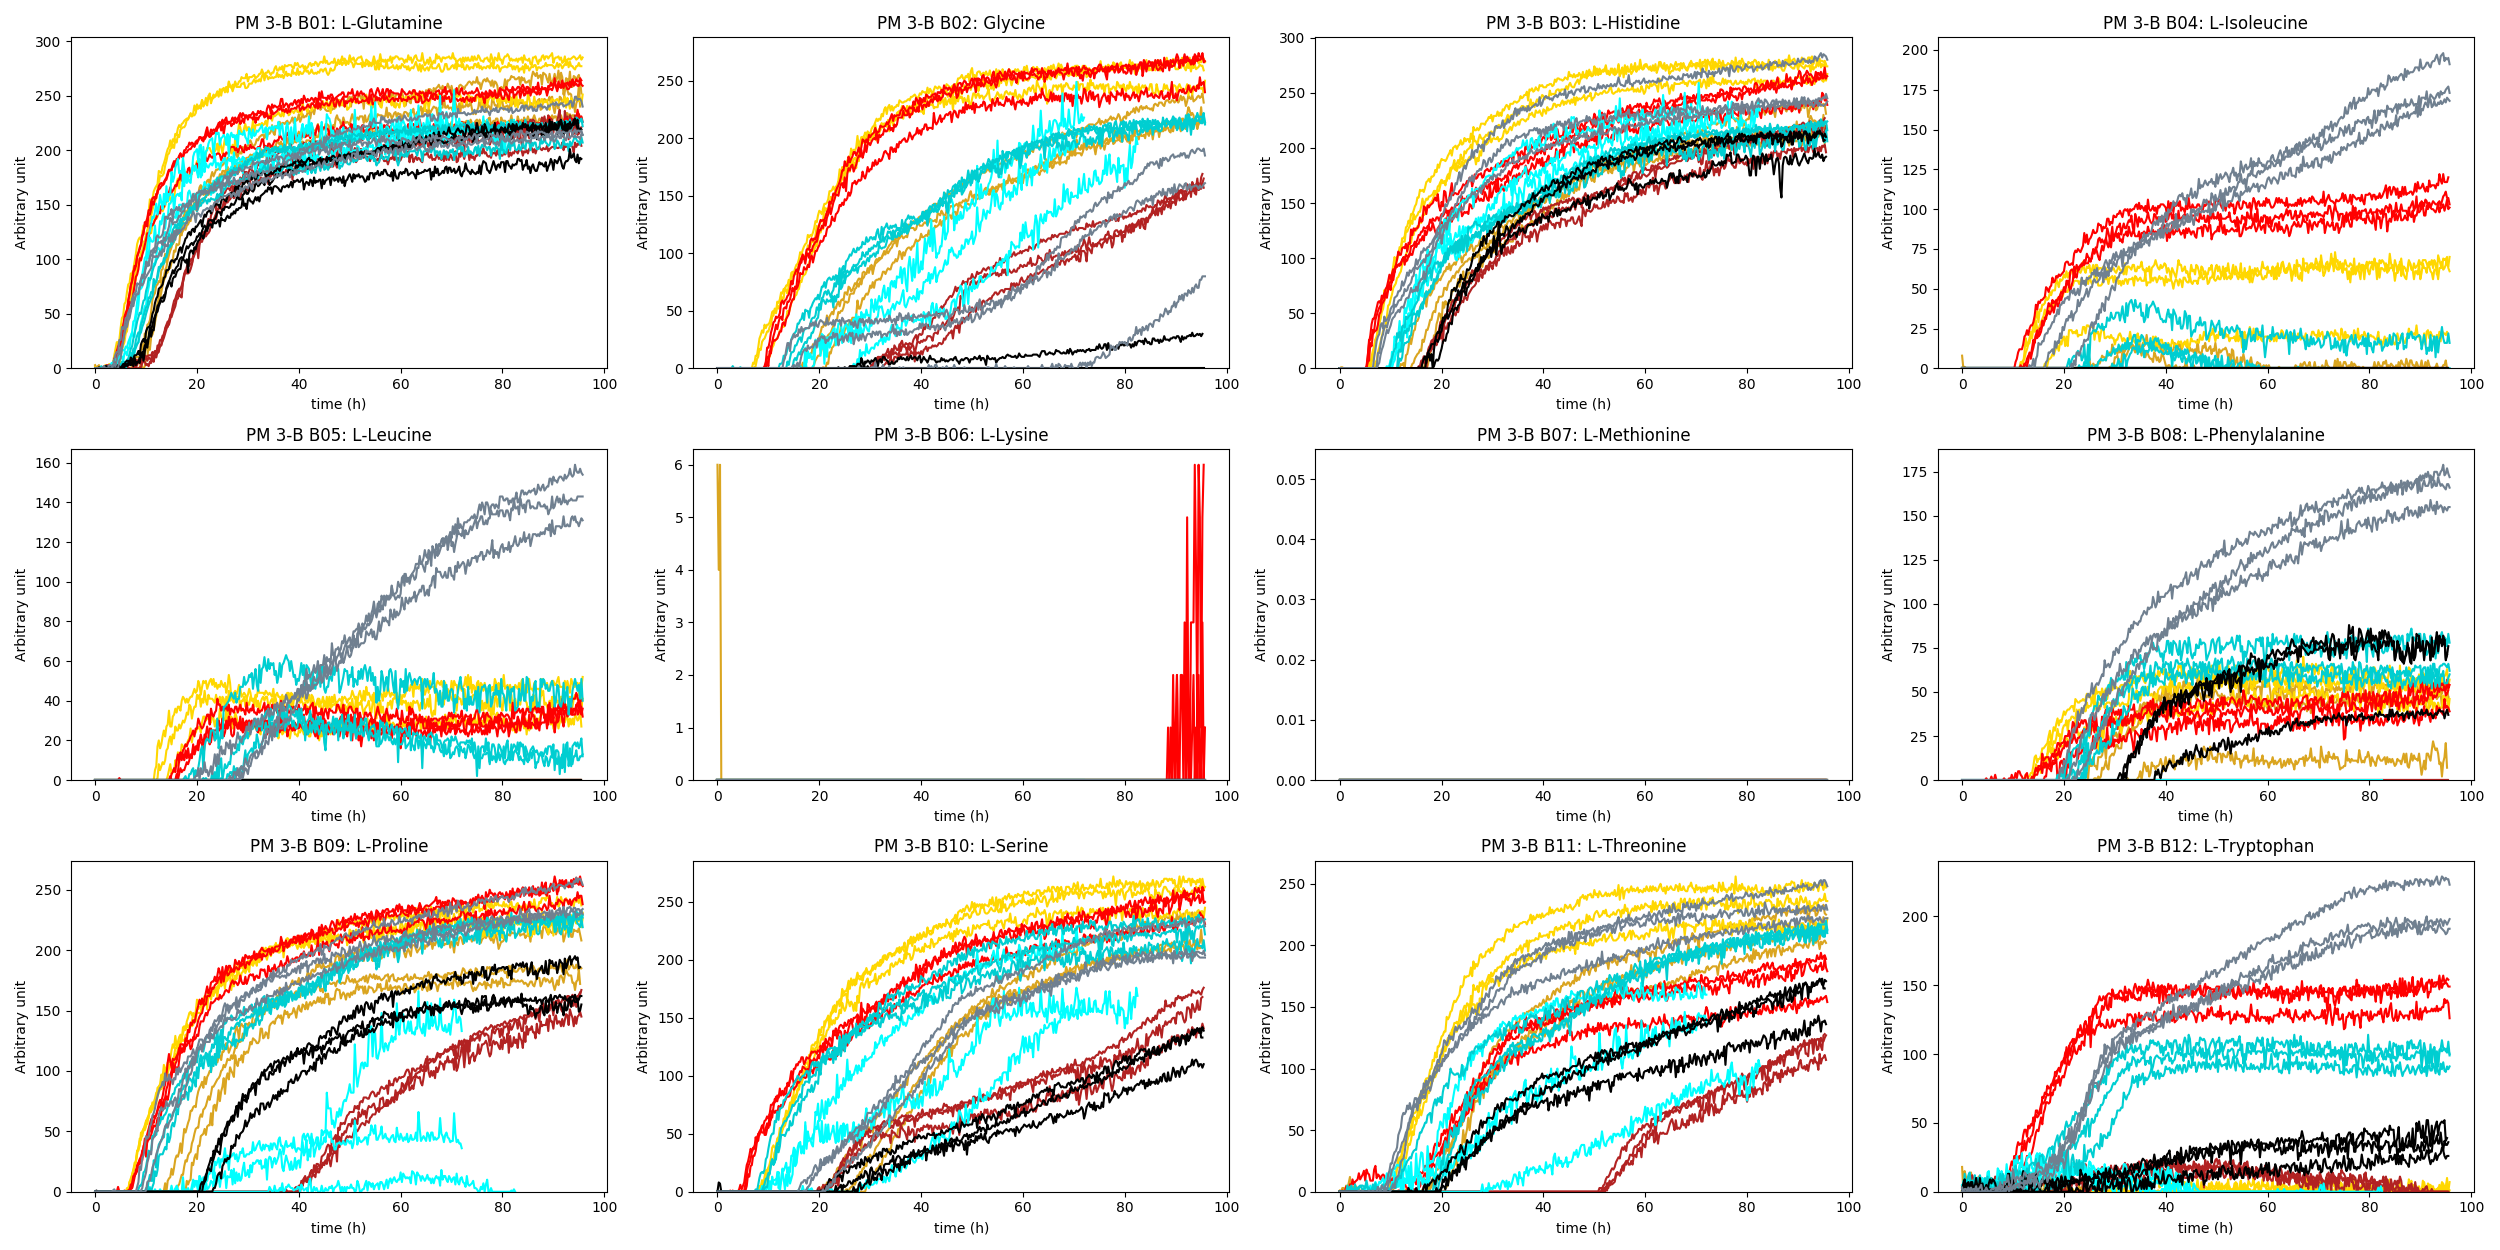 PM 3-B B01: L-Glutamine
PM 3-B B02: Glycine
PM 3-B B03: L-Histidine
PM 3-B B04: L-Isoleucine
Arbitrary unit
300
250
200
150
100
50
0
0 20 40 60 80 100
time (h)
Arbitrary unit
250
200
150
100
50
0
0 20 40 60 80 100
time (h)
Arbitrary unit
300
250
200
150
100
50
0
0 20 40 60 80 100
time (h)
Arbitrary unit
200
175
150
125
100
75
50
25
0
0 20 40 60 80 100
time (h)
PM 3-B B05: L-Leucine
PM 3-B B06: L-Lysine
PM 3-B B07: L-Methionine
PM 3-B B08: L-Phenylalanine
Arbitrary unit
160
140
120
100
80
60
40
20
0
0 20 40 60 80 100
time (h)
Arbitrary unit
6
5
4
3
2
1
0
0 20 40 60 80 100
time (h)
Arbitrary unit
0.05
0.04
0.03
0.02
0.01
0.00
0 20 40 60 80 100
time (h)
Arbitrary unit
175
150
125
100
75
50
25
0
0 20 40 60 80 100
time (h)
PM 3-B B09: L-Proline
PM 3-B B10: L-Serine
PM 3-B B11: L-Threonine
PM 3-B B12: L-Tryptophan
Arbitrary unit
250
200
150
100
50
0
0 20 40 60 80 100
time (h)
Arbitrary unit
250
200
150
100
50
0
0 20 40 60 80 100
time (h)
Arbitrary unit
250
200
150
100
50
0
0 20 40 60 80 100
time (h)
Arbitrary unit
200
150
100
50
0
0 20 40 60 80 100
time (h)